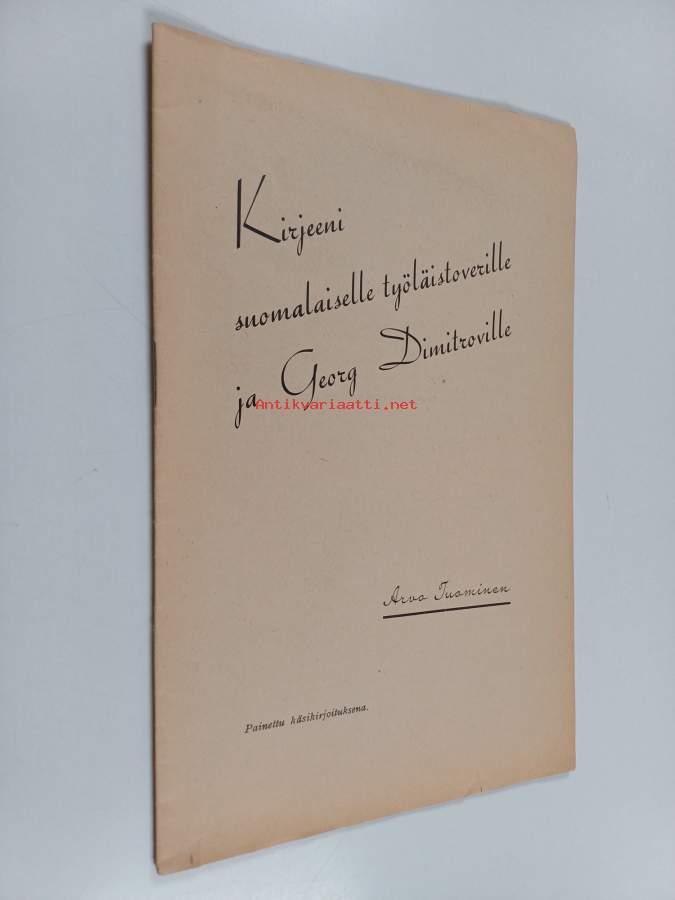 Kirjeeni
suomalaiselle työläistoverille
ja Georg Dimitroville
Antikvariaatti.net
Arvo Tuominen
Painettu käsikirjoituksena.